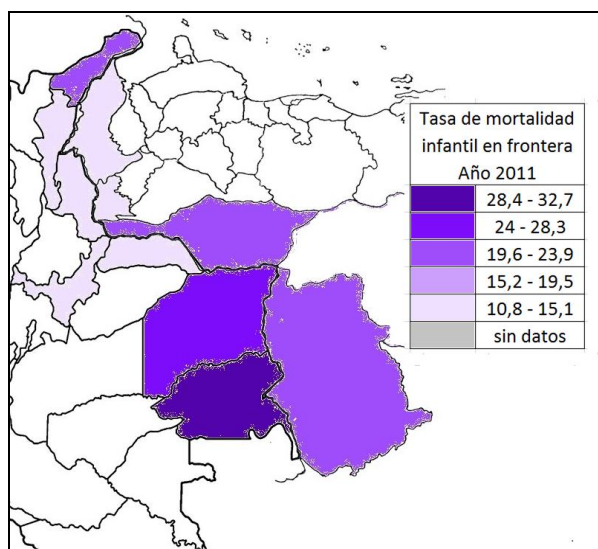 Tasa de mortalidad
infantil en frontera
Año 2011
28,4 - 32,7
24 - 28,3
19,6 - 23,9
15,2 - 19,5
10,8 - 15,1
sin datos